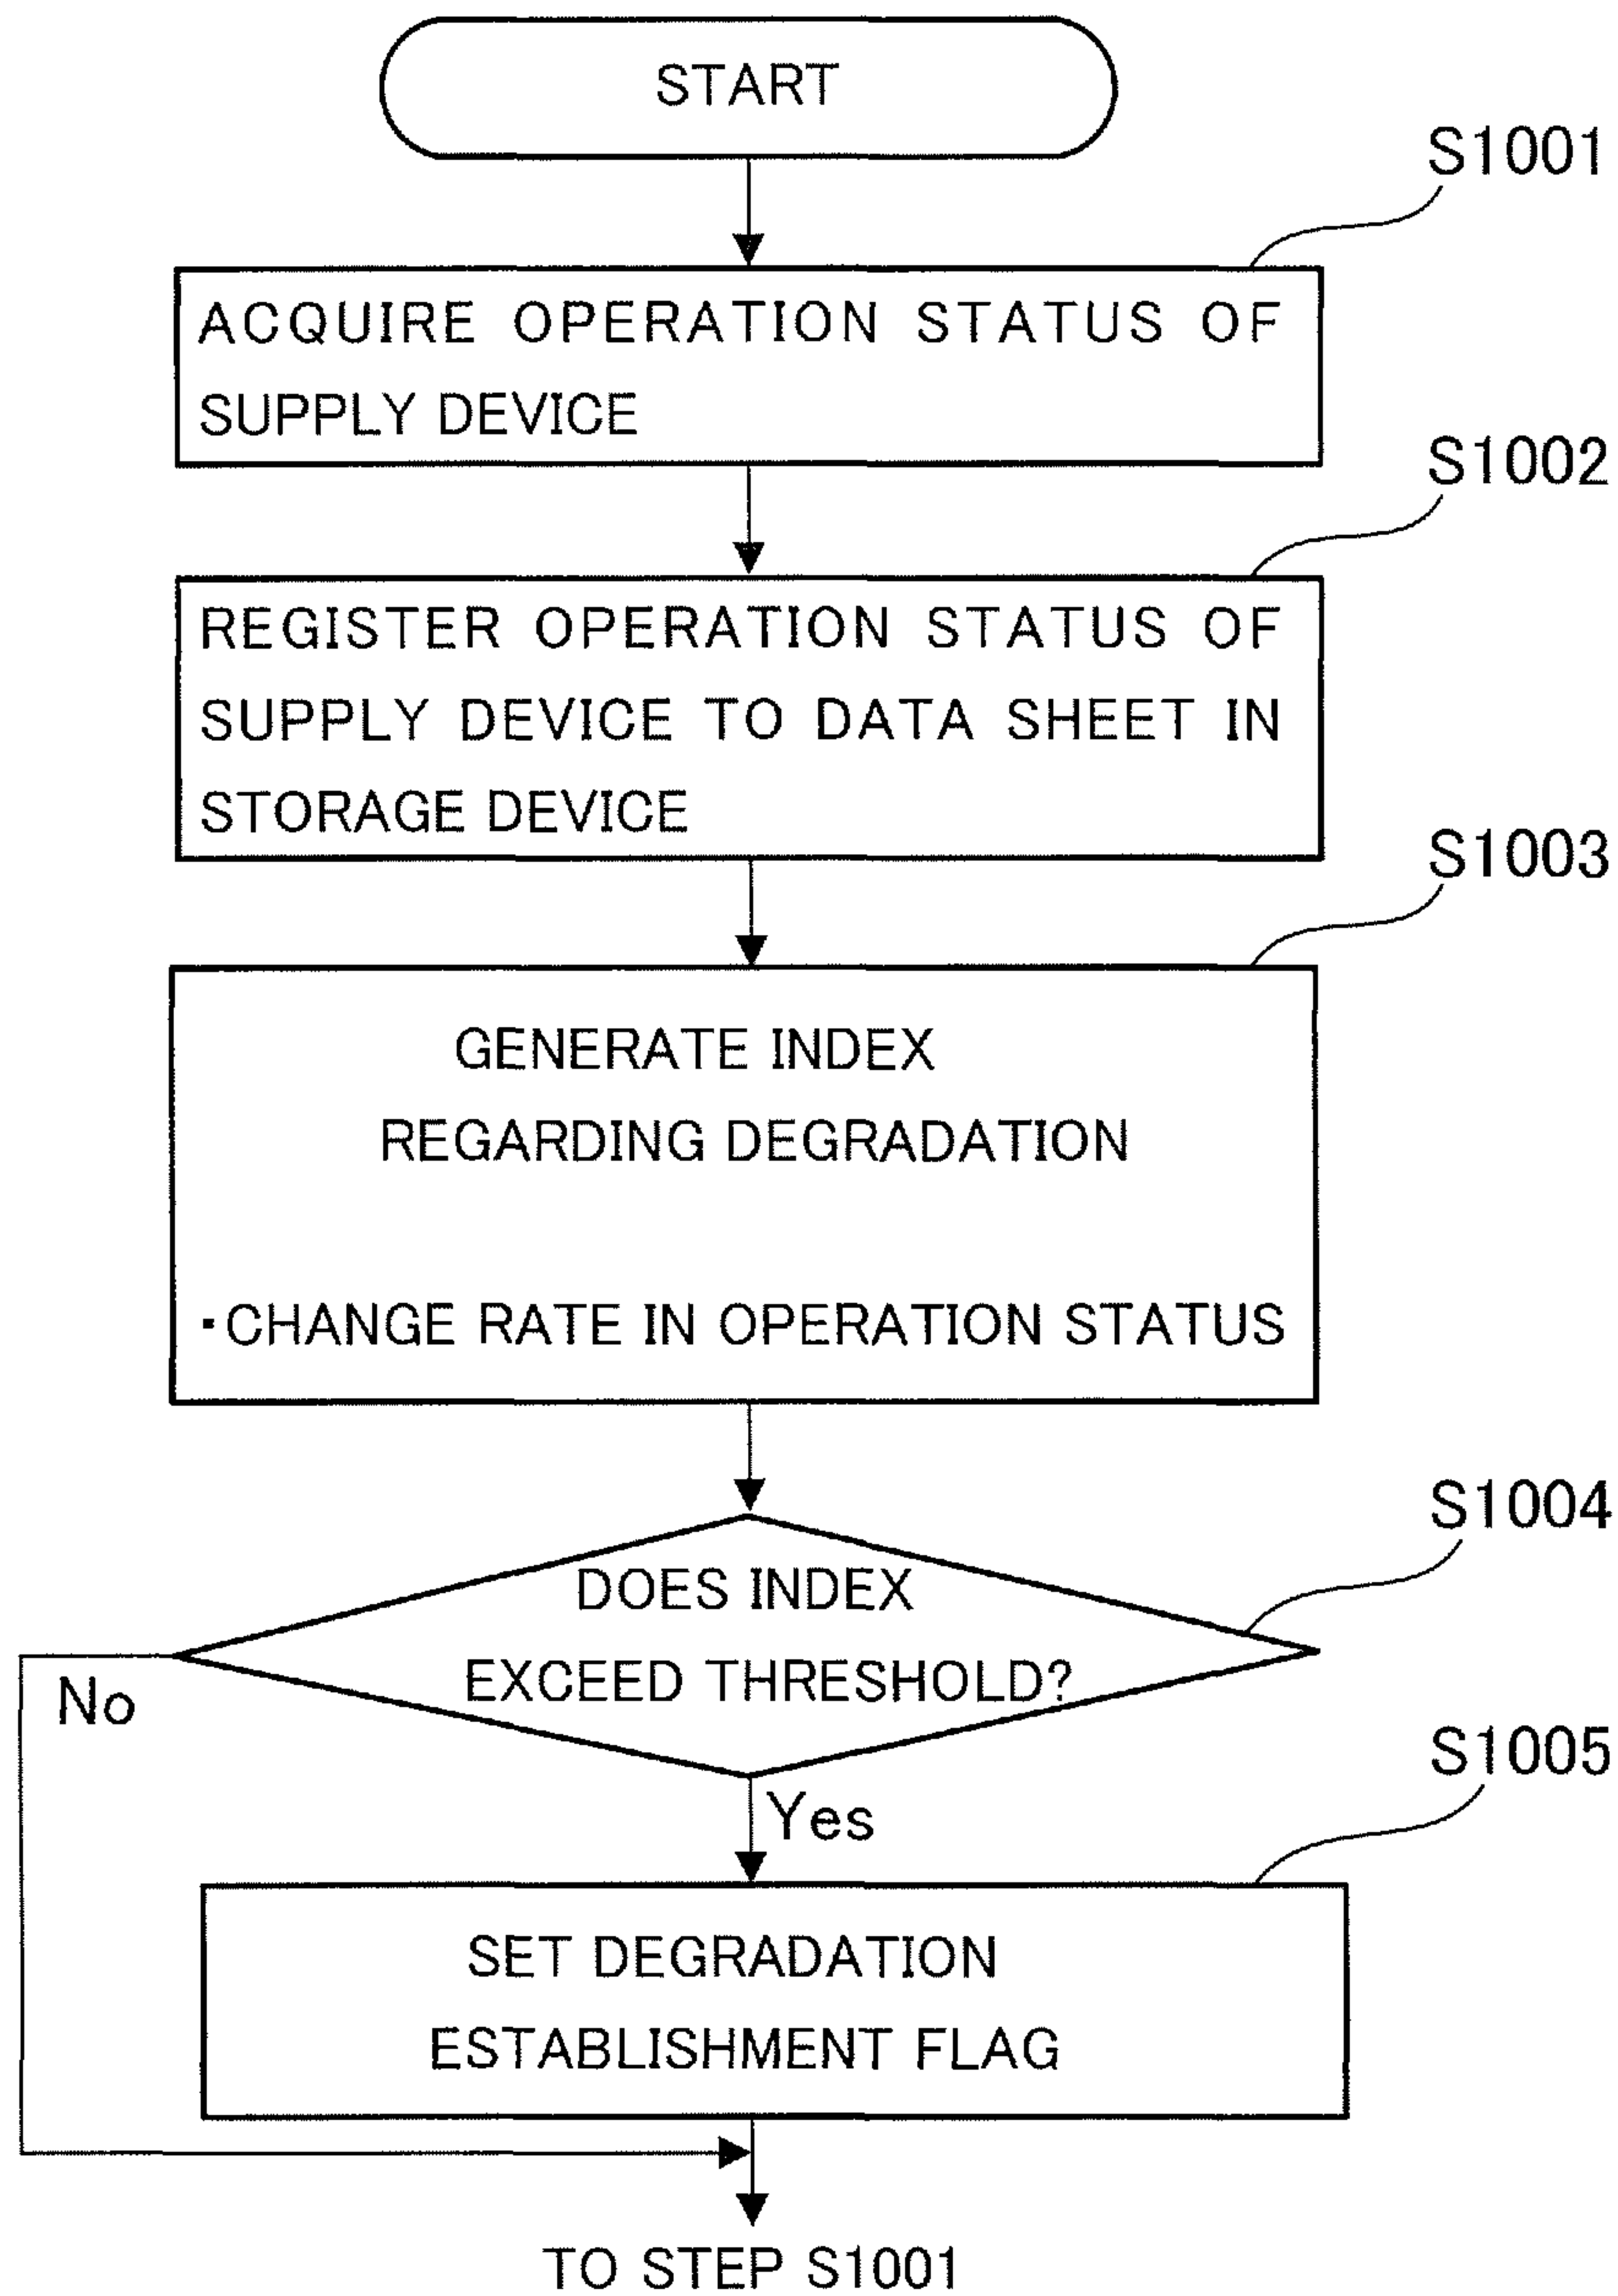 START
S1001
ACQUIRE OPERATION STATUS OF
SUPPLY DEVICE
S1002
REGISTER OPERATION STATUS OF
SUPPLY DEVICE TO DATA SHEET IN
STORAGE DEVICE
S1003
GENERATE INDEX
REGARDING DEGRADATION
・CHANGE RATE IN OPERATION STATUS
S1004
DOES INDEX
EXCEED THRESHOLD?
No
Yes
S1005
SET DEGRADATION
ESTABLISHMENT FLAG
TO STEP S1001